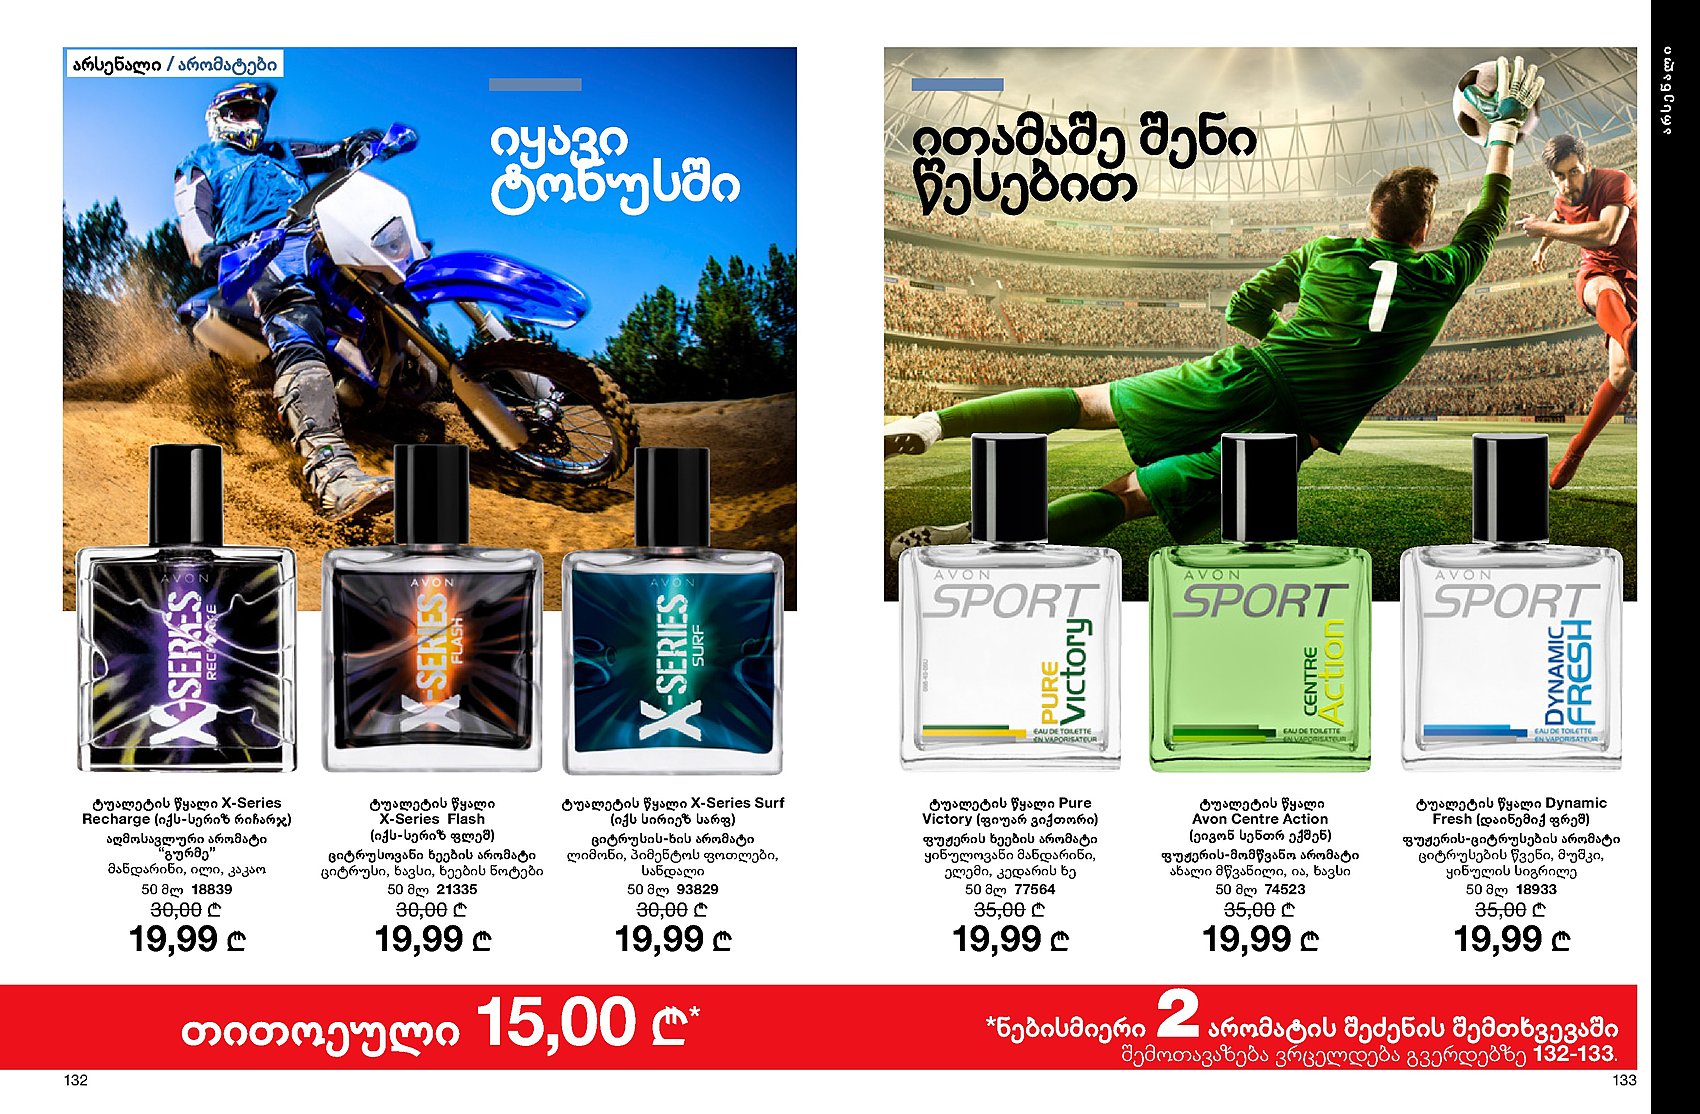 არსენალი / არომატები
იყავი
ტონუსში
AVON
X-SERIES
RECHARGE
AVON
X-SERIES
FLASH
AVON
X-SERIES
SURF
ტუალეტის წყალი X-Series
Recharge (იქს-სერიზ რიჩარჯ)
აღმოსავლური არომატი
“გურმე”
მანდარინი, ილი, კაკაო
50 მლ 18839
30,00 ₾
19,99 ₾
ტუალეტის წყალი
X-Series Flash
(იქს-სერიზ ფლეშ)
ციტრუსოვანი ხეების არომატი
ციტრუსი, ხავსი, ხეების ნოტები
50 მლ 21335
30,00 ₾
19,99 ₾
ტუალეტის წყალი X-Series Surf
(იქს სირიეზ სარფ)
ციტრუსის-ხის არომატი
ლიმონი, პიმენტოს ფოთლები,
სანდალი
50 მლ 93829
30,00 ₾
19,99 ₾
თითოეული 15,00 ₾*
132
ითამაშე შენი
წესებით
1
არსენალი
AVON
SPORT
PURE
VICTORY
EAU DE TOILETTE
EN VAPORISATEUR
AVON
SPORT
CENTRE
ACTION
EAU DE TOILETTE
EN VAPORISATEUR
AVON
SPORT
DYNAMIC
FRESH
EAU DE TOILETTE
EN VAPORISATEUR
ტუალეტის წყალი Pure
Victory (ფიუარ ვიქთორი)
ფუჟერის ხეების არომატი
ყინულოვანი მანდარინი,
ელემი, კედარის ხე
50 მლ 77564
35,00 ₾
19,99 ₾
ტუალეტის წყალი
Avon Centre Action
(ეივონ სენთრ ექშენ)
ფუჟერის-მომწვანო არომატი
ახალი მწვანილი, ია, ხავსი
50 მლ 74523
35,00 ₾
19,99 ₾
ტუალეტის წყალი Dynamic
Fresh (დაინემიქ ფრეშ)
ფუჟერის-ციტრუსების არომატი
ციტრუსების წვენი, მუშკი,
ყინულის სიგრილე
50 მლ 18933
35,00 ₾
19,99 ₾
*ნებისმიერი 2 არომატის შეძენის შემთხვევაში
შემოთავაზება ვრცელდება გვერდებზე 132-133.
133